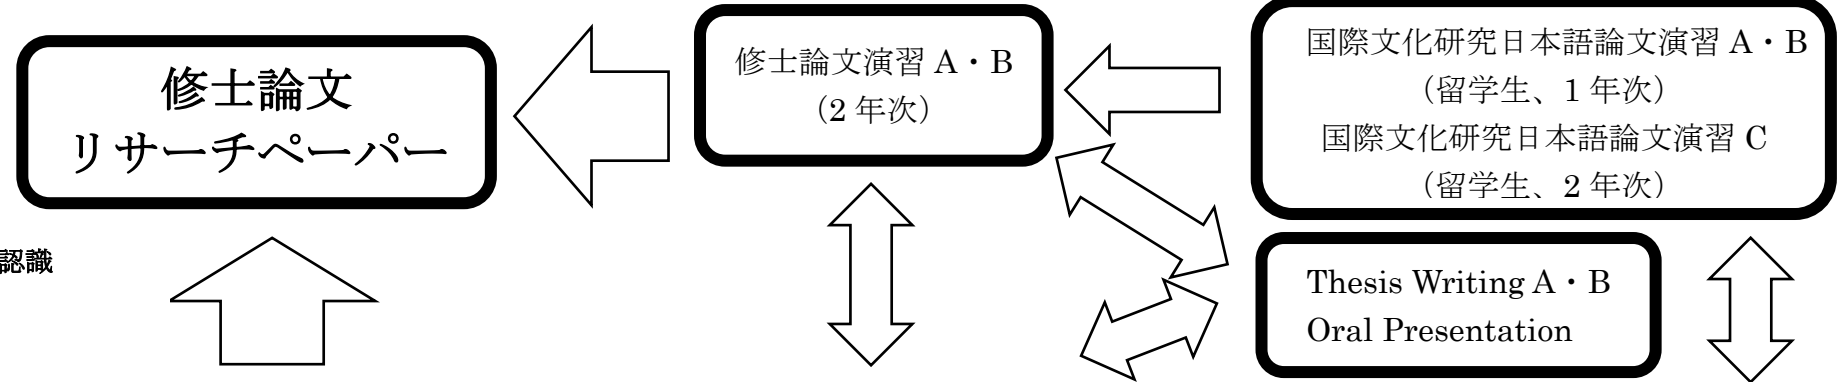 修士論文
リサーチペーパー
認識
修士論文演習 A・B
（2 年次）
国際文化研究日本語論文演習 A・B
（留学生、1 年次）
国際文化研究日本語論文演習 C
（留学生、2 年次）
Thesis Writing A・B
Oral Presentation